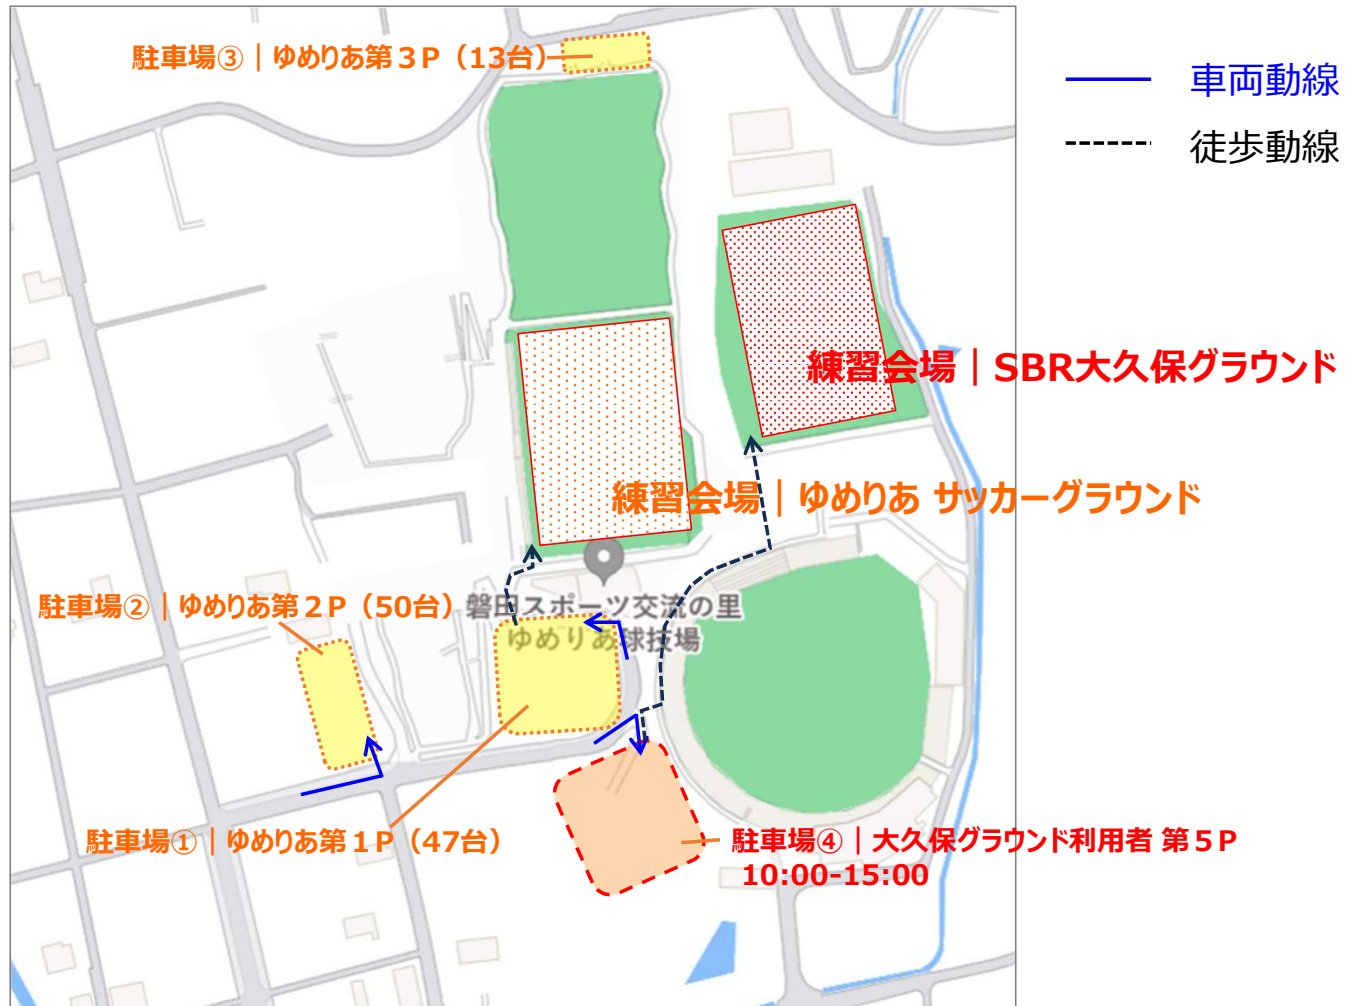 駐車場③｜ゆめりあ第３P（13台）
車両動線
徒歩動線
練習会場｜SBR大久保グラウンド
練習会場｜ゆめりあ サッカーグラウンド
駐車場②｜ゆめりあ第２P（50台）
磐田スポーツ交流の里
ゆめりあ球技場
駐車場①｜ゆめりあ第１P（47台）
駐車場④｜大久保グラウンド利用者 第５P
10:00-15:00